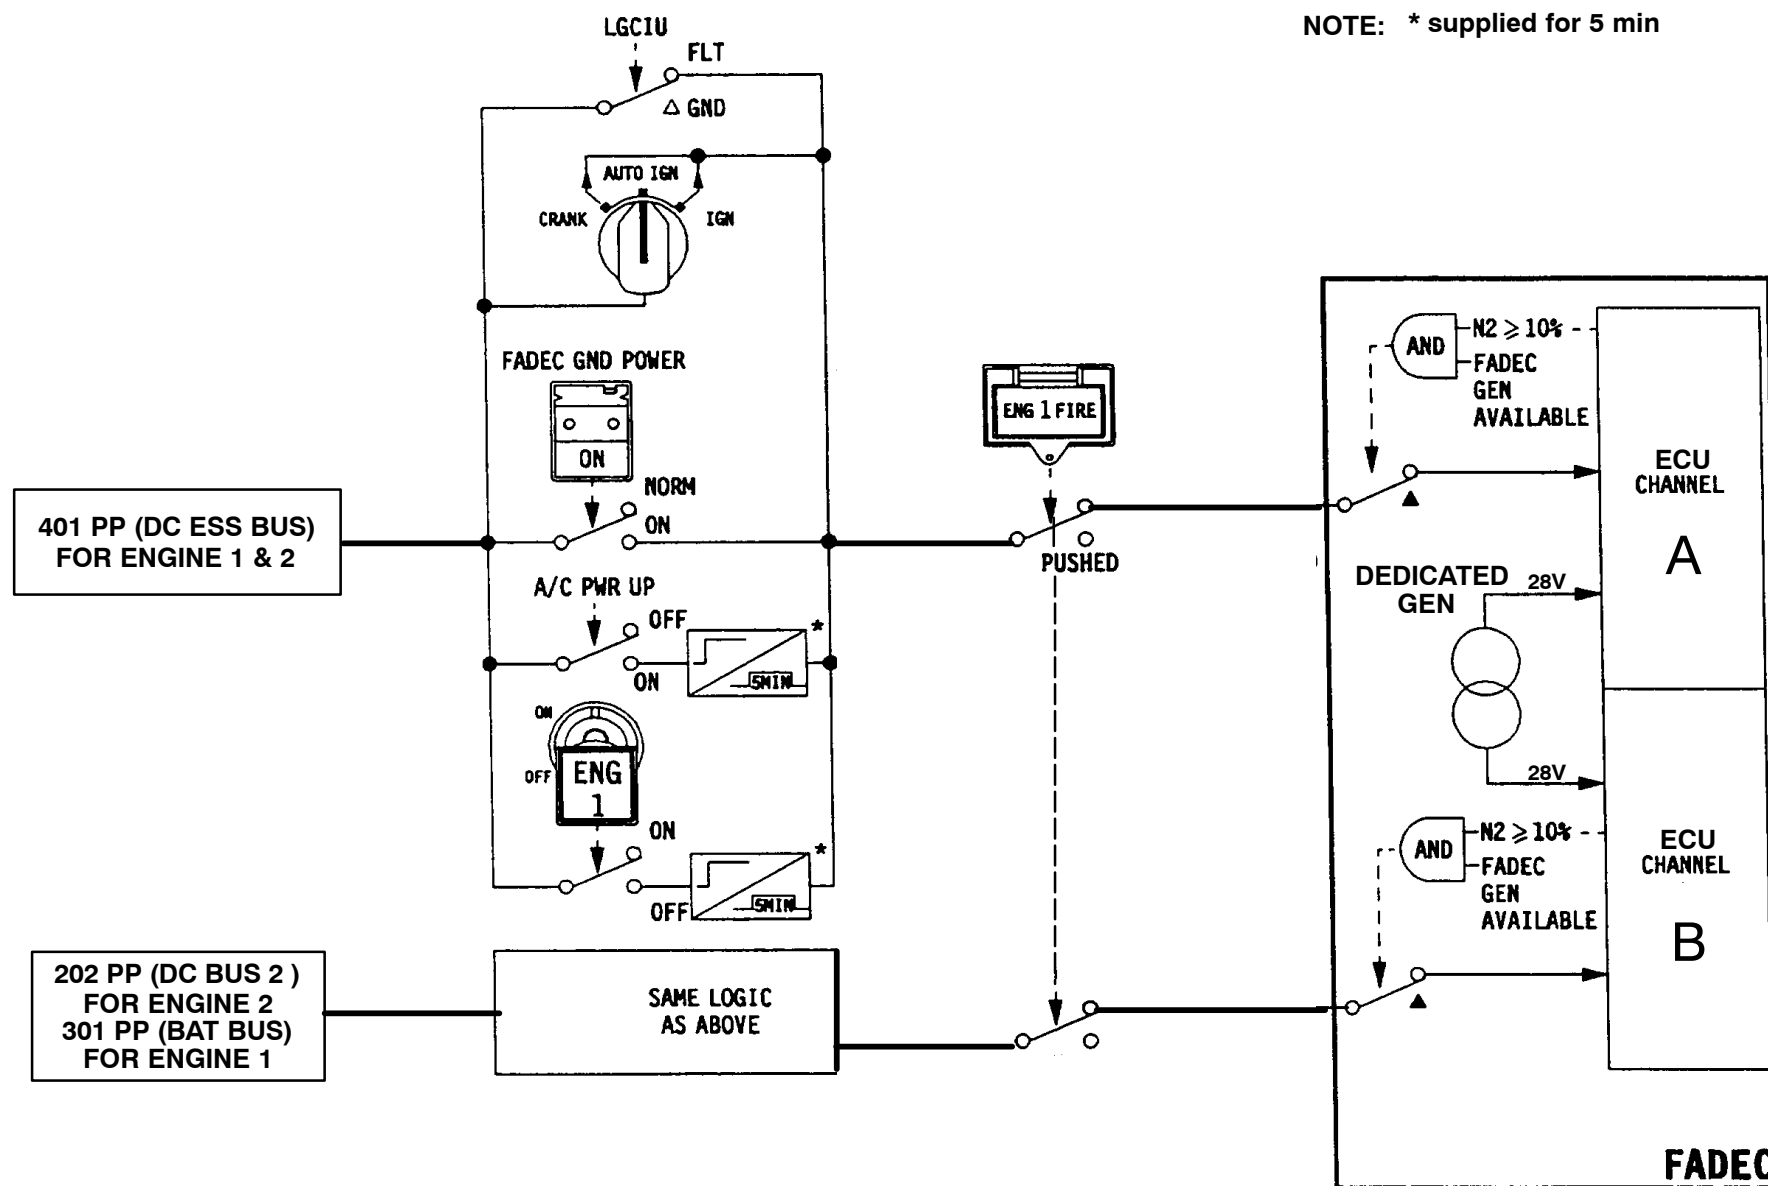 LGCIU
NOTE: * supplied for 5 min
FLT
GND
AUTO IGN
CRANK
IGN
FADEC GND POWER
ON
NORM
ON
401 PP (DC ESS BUS)
FOR ENGINE 1 & 2
A/C PWR UP
OFF
*
ON
5MIN
ON
OFF
ENG
1
ON
*
OFF
5MIN
ENG 1 FIRE
PUSHED
AND
N2 ⩾ 10%
FADEC
GEN
AVAILABLE
ECU
CHANNEL
A
DEDICATED
GEN
28V
28V
AND
N2 ⩾ 10%
FADEC
GEN
AVAILABLE
ECU
CHANNEL
B
202 PP (DC BUS 2 )
FOR ENGINE 2
301 PP (BAT BUS)
FOR ENGINE 1
SAME LOGIC
AS ABOVE
FADEC